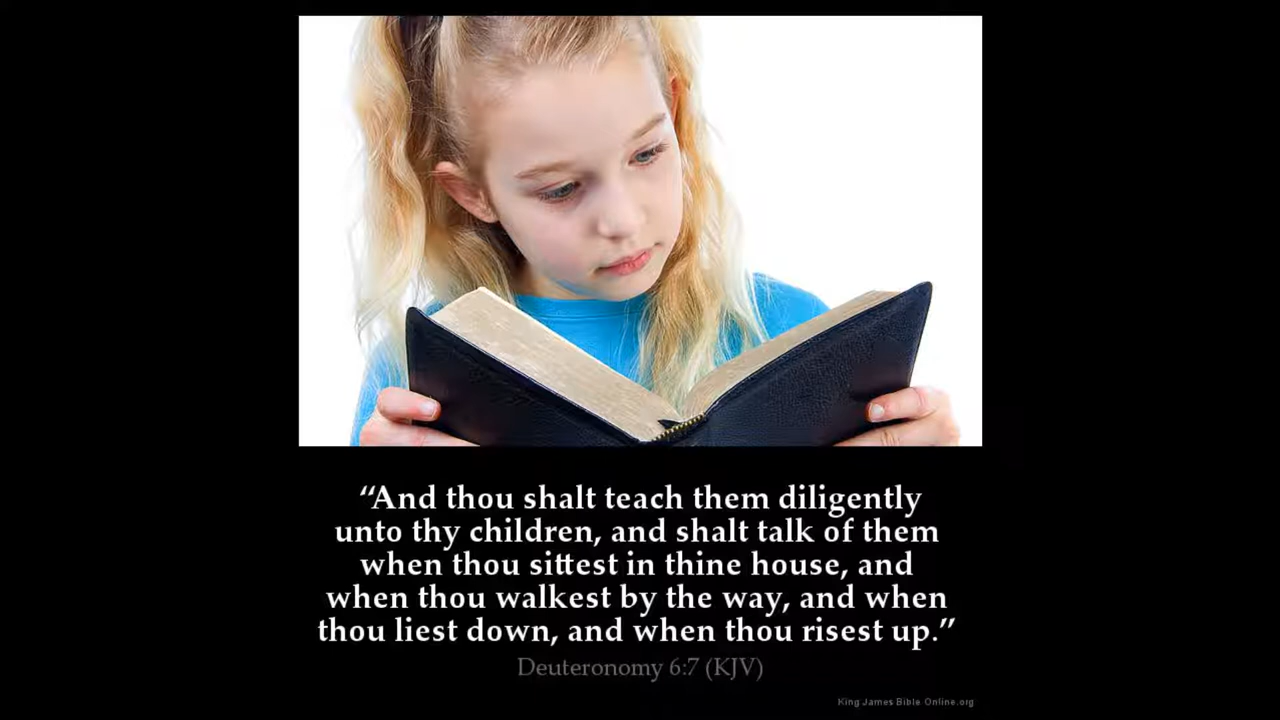 “And thou shalt teach them diligently
unto thy children, and shalt talk of them
when thou sittest in thine house, and
when thou walkest by the way, and when
thou liest down, and when thou risest up.”
Deuteronomy 6:7 (KJV)
King James Bible Online.org